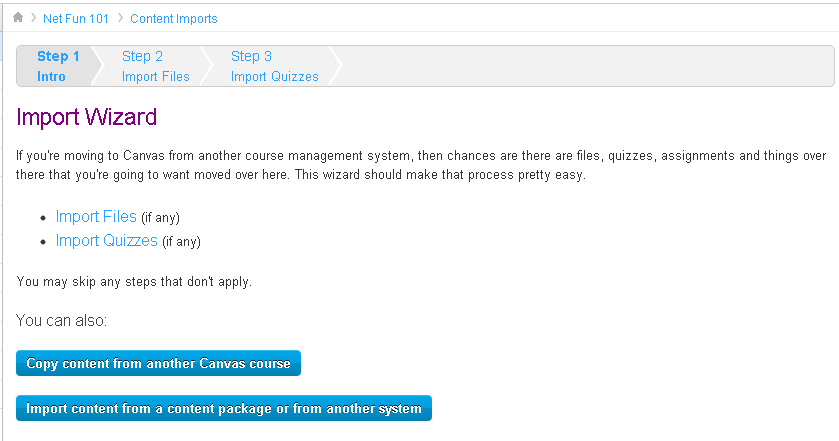 Net Fun 101 Content Imports
Step 1 Step 2 Step 3
Intro Import Files Import Quizzes
Import Wizard
If you're moving to Canvas from another course management system, then chances are there are files, quizzes, assignments and things over
there that you're going to want moved over here. This wizard should make that process pretty easy.
Import Files (if any)
Import Quizzes (if any)
You may skip any steps that don't apply.
You can also:
Copy content from another Canvas course
Import content from a content package or from another system